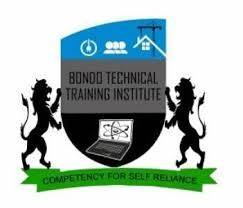 BONDO TECHNICAL
TRAINING INSTITUTE
COMPETENCY FOR SELF RELIANCE